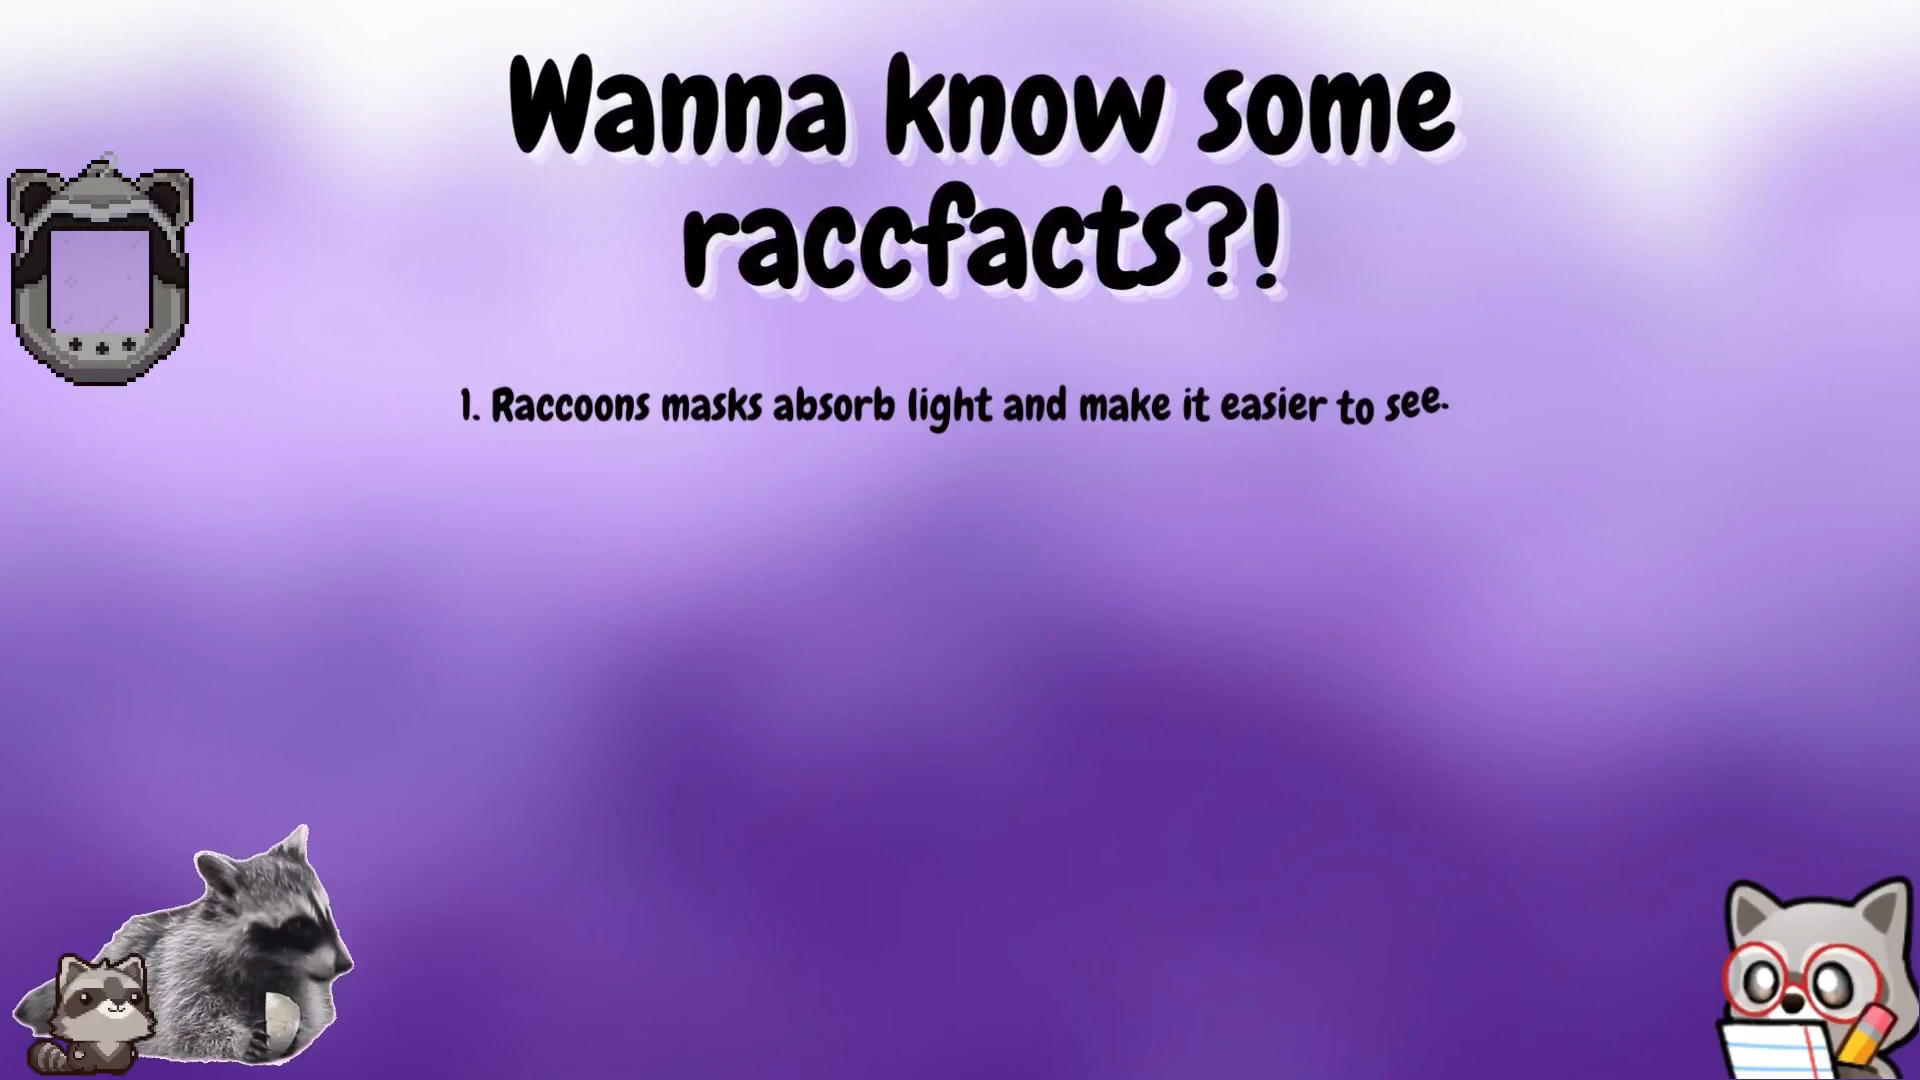 Wanna know some
raccfacts?!
1. Raccoons masks absorb light and make it easier to see.